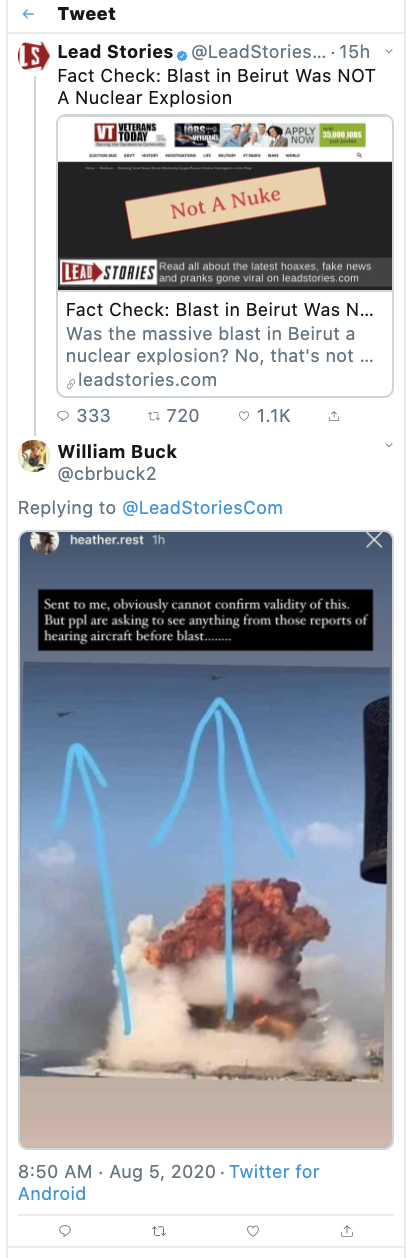 Tweet
Lead Stories @LeadStories... · 15h
Fact Check: Blast in Beirut Was NOT
A Nuclear Explosion
VT VETERANS TODAY
JOBS VETERANS
APPLY NOW
35,000 JOBS
just posted
ELECTION 2020 GOVT HISTORY INVESTIGATIONS LIFE MILITARY VT RADIO WARS WORLD
Not A Nuke
LEAD STORIES
Read all about the latest hoaxes, fake news
and pranks gone viral on leadstories.com
Fact Check: Blast in Beirut Was N...
Was the massive blast in Beirut a
nuclear explosion? No, that's not ...
leadstories.com
333 720 1.1K
William Buck
@cbrbuck2
Replying to @LeadStoriesCom
heather.rest 1h
Sent to me, obviously cannot confirm validity of this.
But ppl are asking to see anything from those reports of
hearing aircraft before blast........
8:50 AM · Aug 5, 2020 · Twitter for
Android